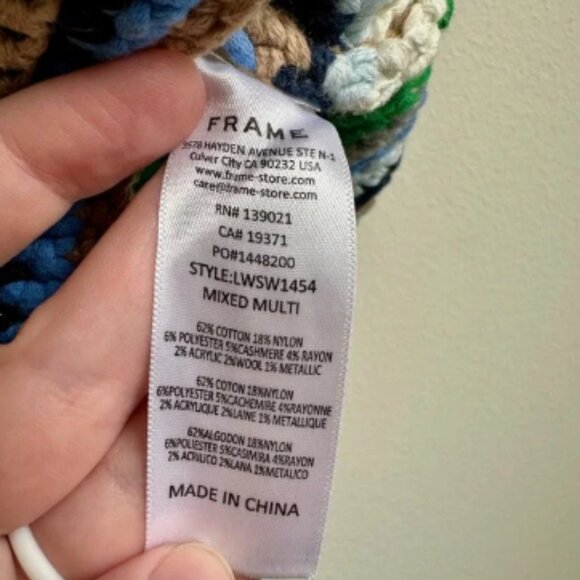 FRAME
3578 HAYDEN AVENUE STE N-1
Culver City CA 90232 USA
www.frame-store.com
care@frame-store.com
RN# 139021
CA# 19371
PO#1448200
STYLE:LWSW1454
MIXED MULTI
62% COTTON 18% NYLON
6% POLYESTER 5%CASHMERE 4% RAYON
2% ACRYLIC 2%WOOL 1% METALLIC
62% COTON 18%NYLON
6%POLYESTER 5%CACHEMIRE 4%RAYONNE
2% ACRYLIQUE 2%LAINE 1% METALLIQUE
62%ALGODON 18%NYLON
6%POLIESTER 5%CASIMIRA 4%RAYON
2% ACRILICO 2%LANA 1%METALICO
MADE IN CHINA